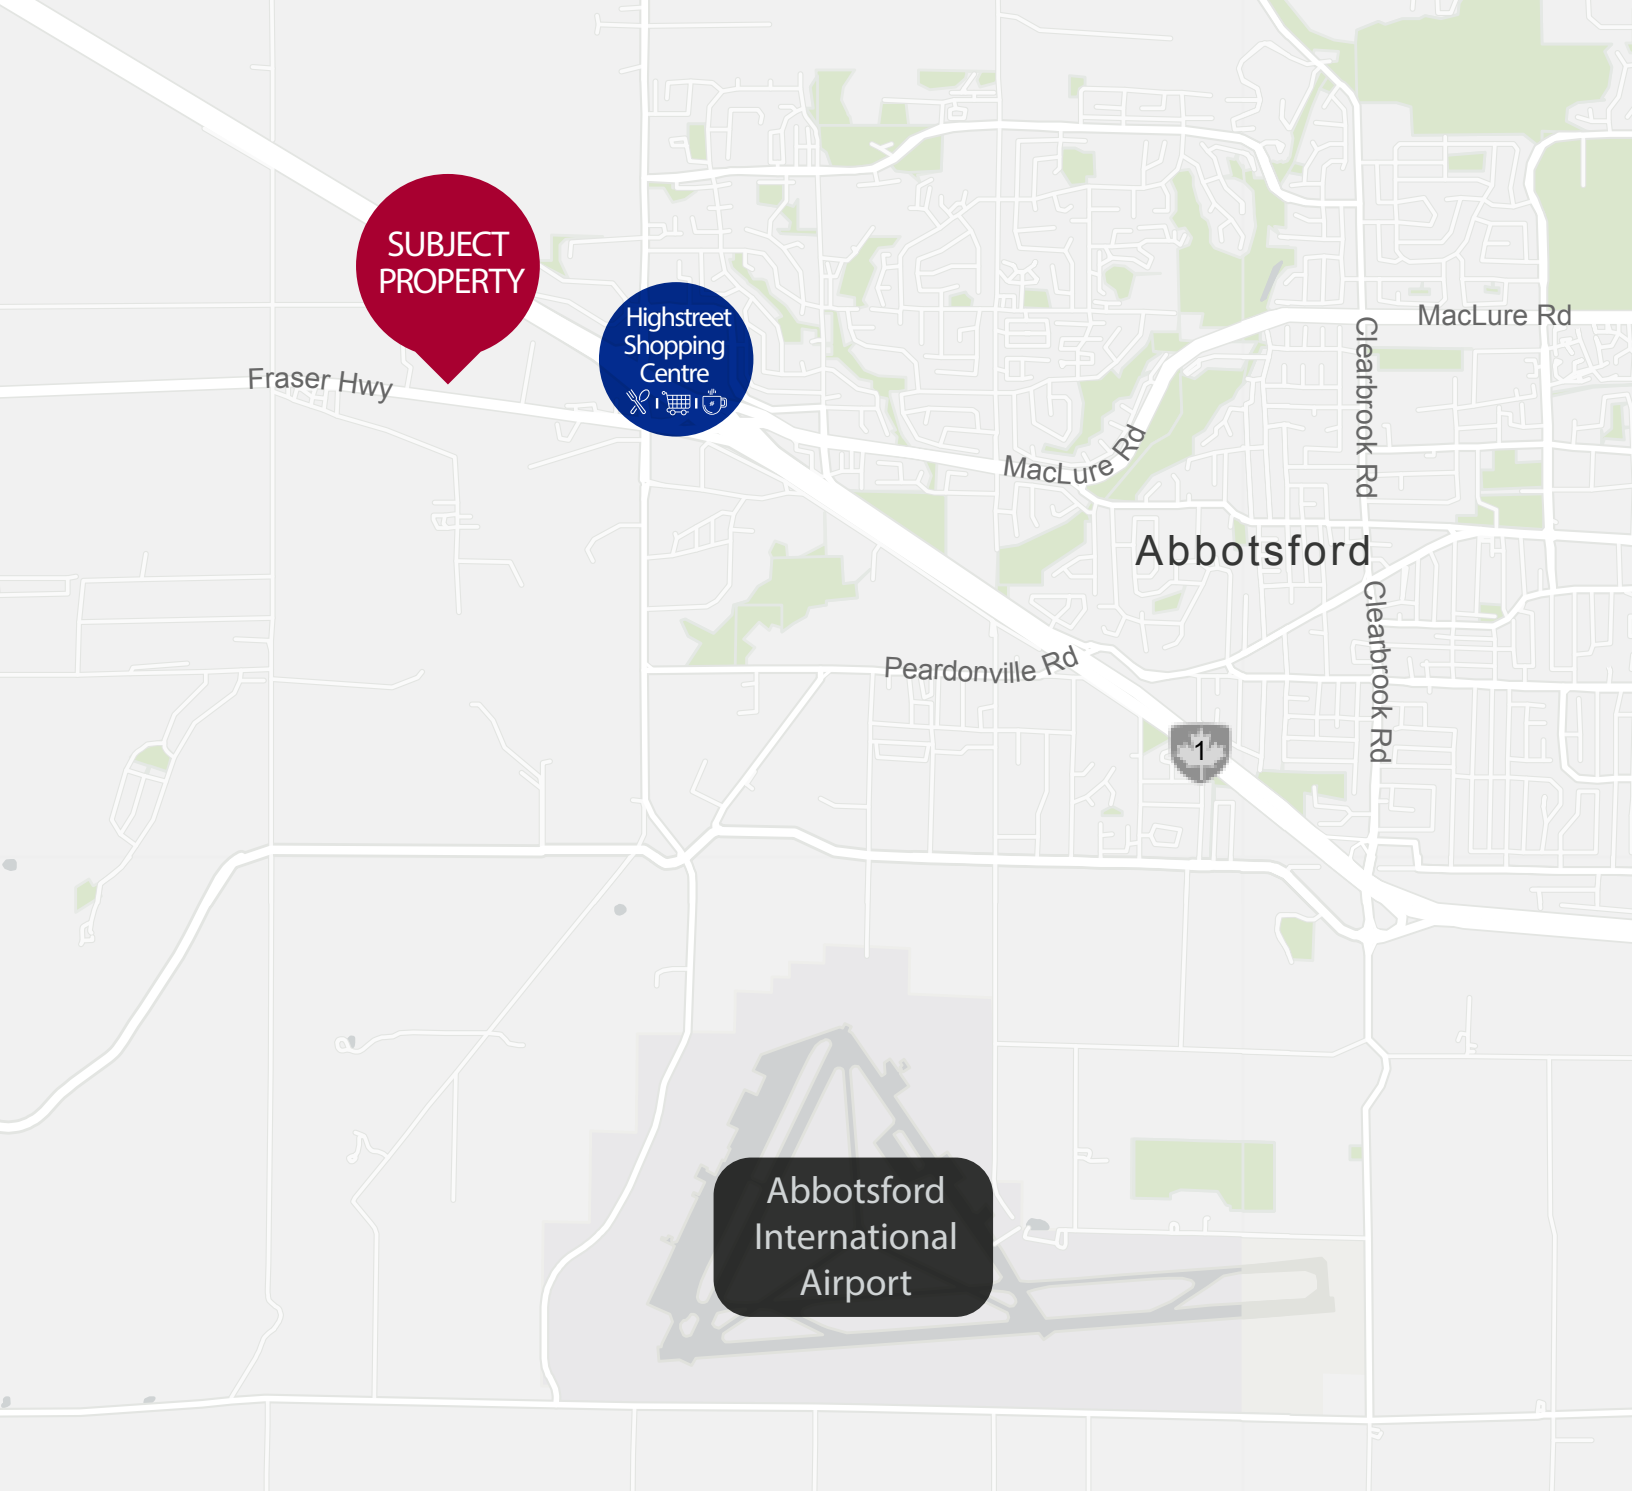 SUBJECT
PROPERTY
Highstreet
Shopping
Centre
MacLure Rd
Fraser Hwy
Clearbrook Rd
MacLure Rd
Abbotsford
Clearbrook Rd
Peardonville Rd
1
Abbotsford
International
Airport